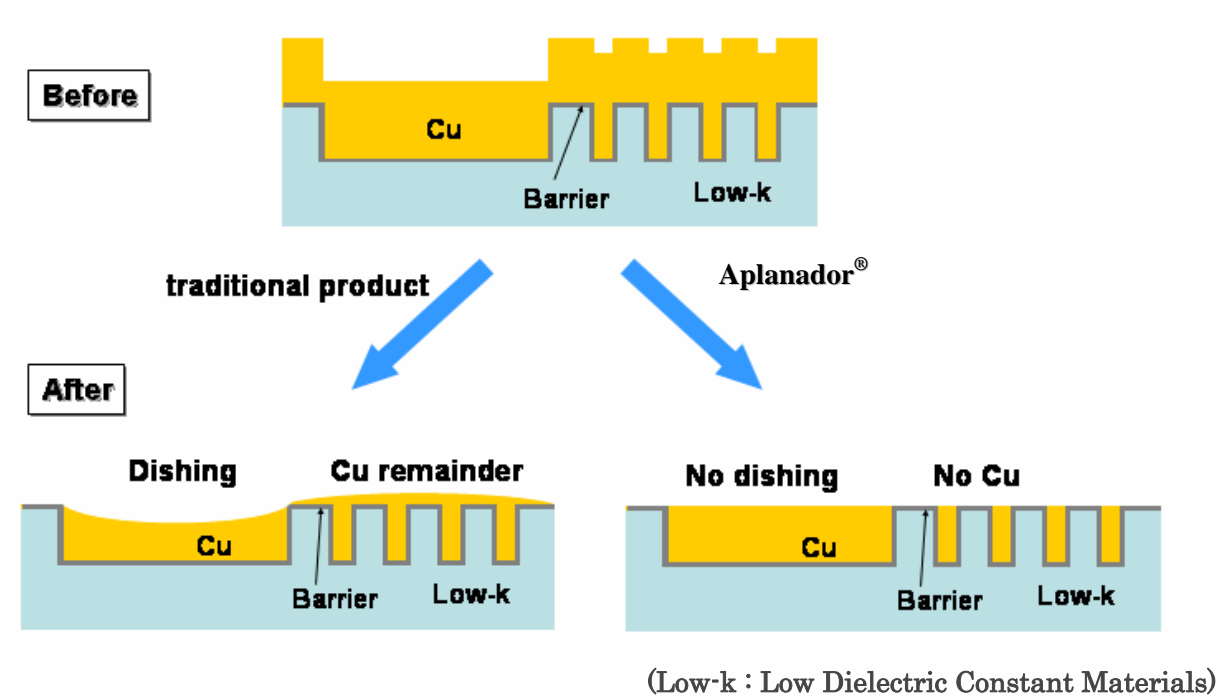 Before
Cu
Barrier
Low-k
traditional product
Aplanador®
After
Dishing
Cu remainder
No dishing
No Cu
Cu
Barrier
Low-k
Cu
Barrier
Low-k
(Low-k : Low Dielectric Constant Materials)